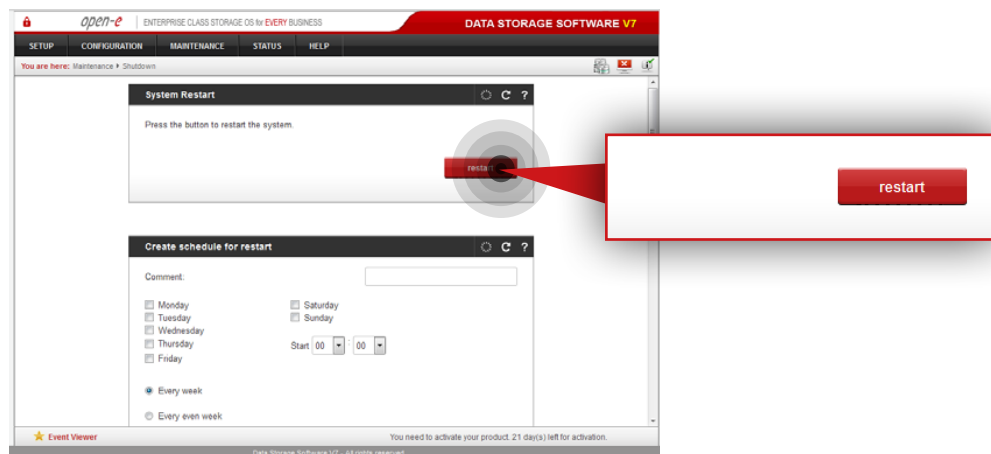 open-e ENTERPRISE CLASS STORAGE OS for EVERY BUSINESS DATA STORAGE SOFTWARE V7
SETUP CONFIGURATION MAINTENANCE STATUS HELP
You are here: Maintenance Shutdown
System Restart ?
Press the button to restart the system.
restart
restart
Create schedule for restart ?
Comment:
Monday
Tuesday
Wednesday
Thursday
Friday
Saturday
Sunday
Start 00 : 00
Every week
Every even week
Event Viewer You need to activate your product. 21 day(s) left for activation.
Data Storage Software V7 - All rights reserved